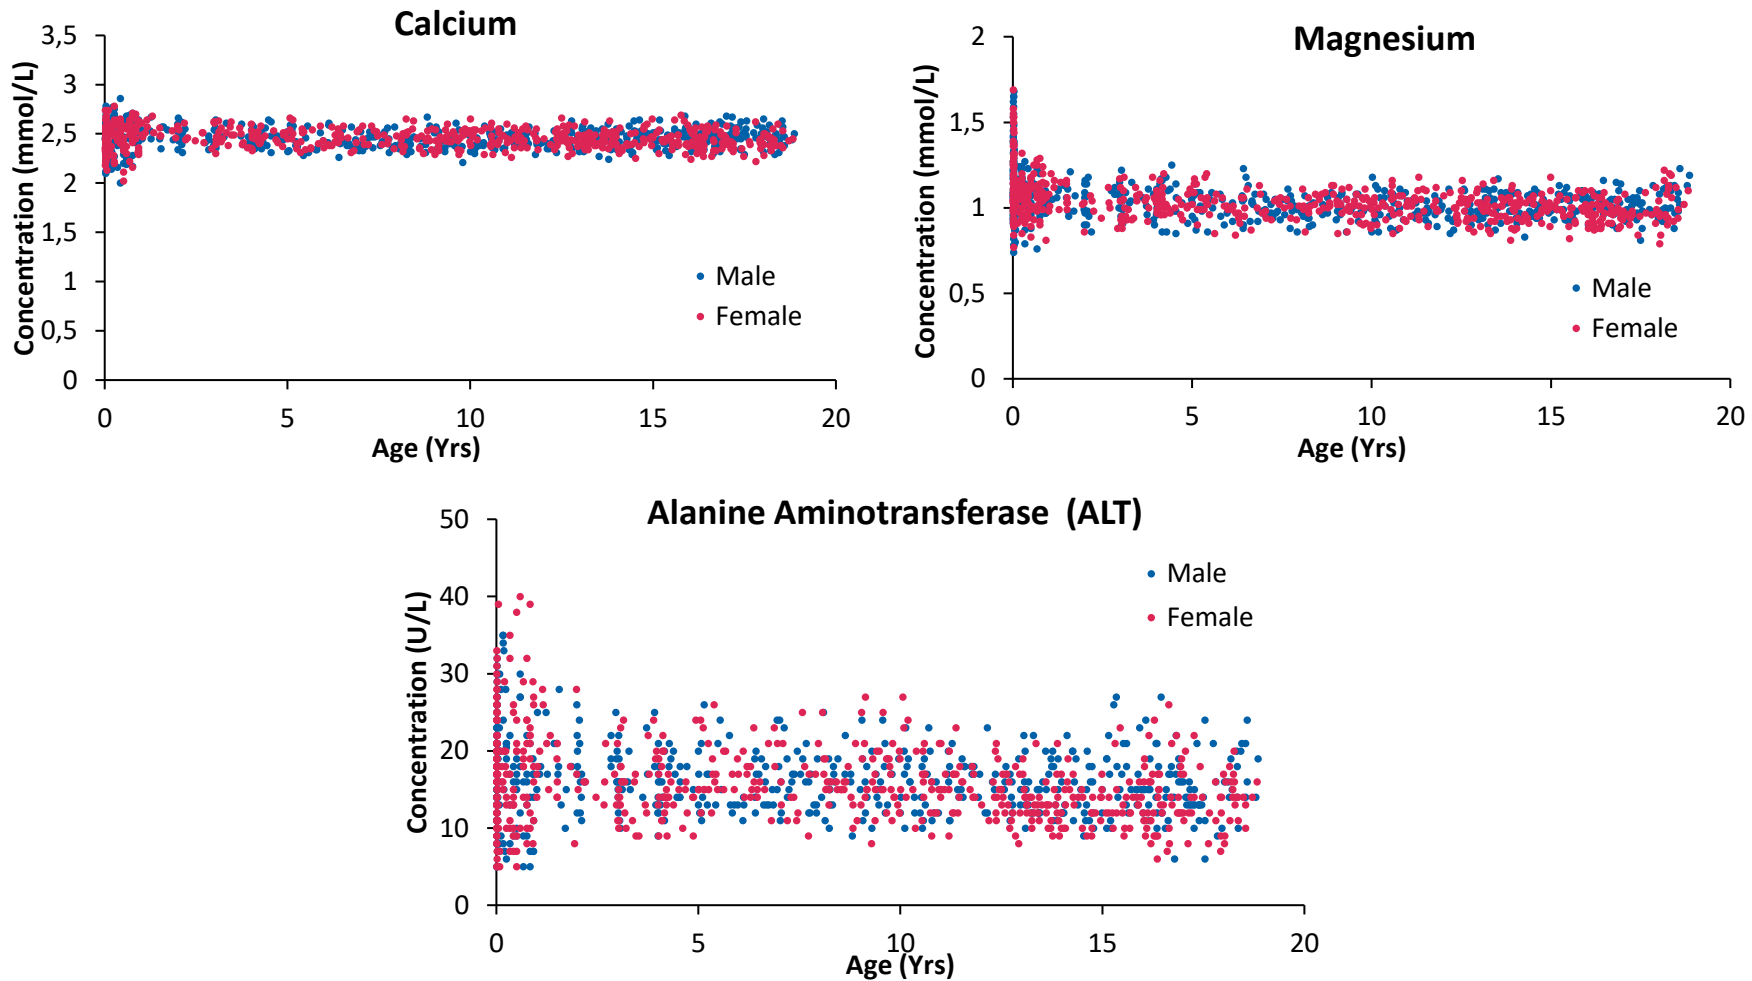 Calcium
Concentration (mmol/L)
3,5
3
2,5
2
1,5
1
0,5
0
0 5 10 15 20
Age (Yrs)
Male
Female
Magnesium
Concentration (mmol/L)
2
1,5
1
0,5
0
0 5 10 15 20
Age (Yrs)
Male
Female
Alanine Aminotransferase (ALT)
Concentration (U/L)
50
40
30
20
10
0
0 5 10 15 20
Age (Yrs)
Male
Female